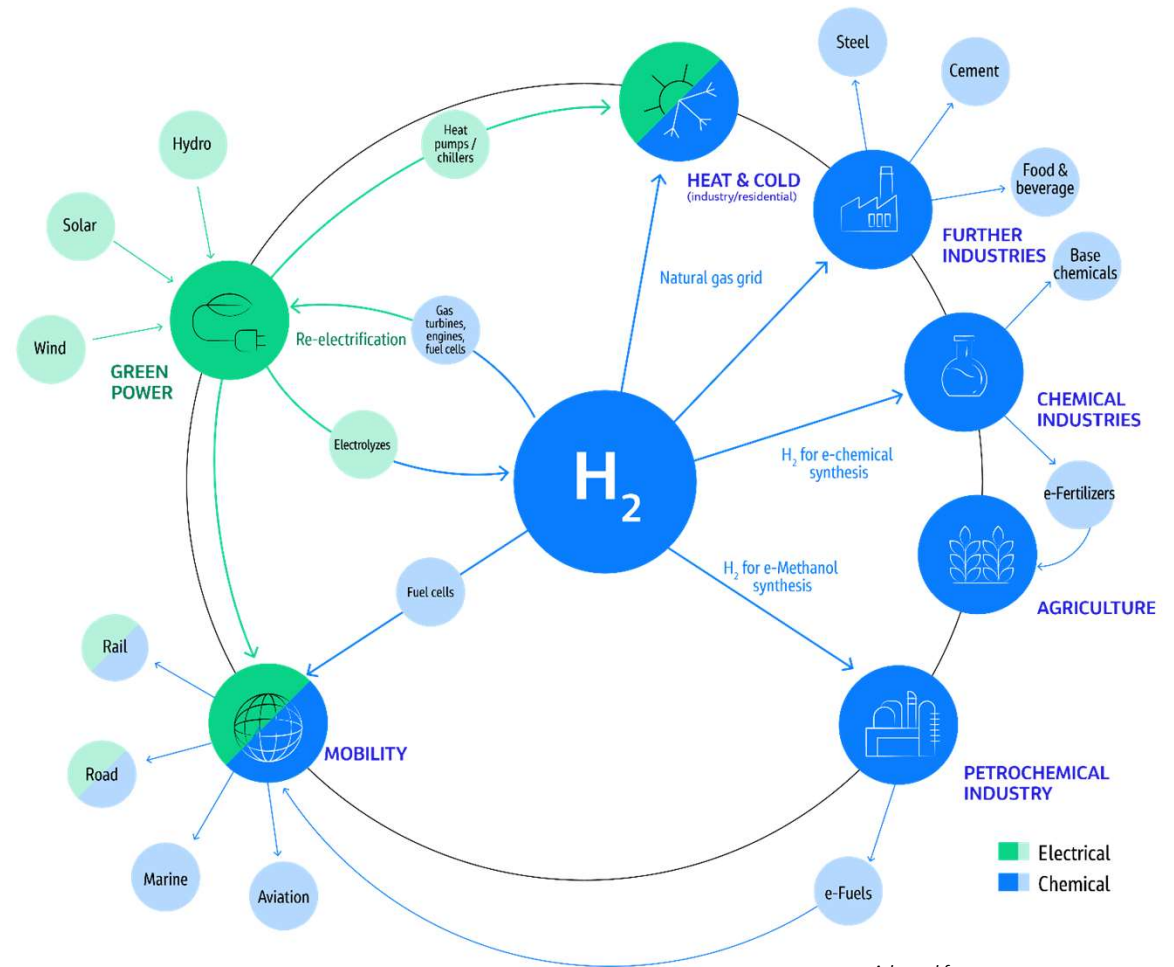 Steel
Cement
Hydro
Heat
pumps /
chillers
HEAT & COLD
(industry/residential)
Food &
beverage
Solar
FURTHER
INDUSTRIES
Base
chemicals
Natural gas grid
Wind
Re-electrification
Gas
turbines,
engines,
fuel cells
GREEN
POWER
CHEMICAL
INDUSTRIES
Electrolyzes
H2
H2 for e-chemical
synthesis
e-Fertilizers
Fuel cells
H2 for e-Methanol
synthesis
AGRICULTURE
Rail
MOBILITY
Road
PETROCHEMICAL
INDUSTRY
Marine
Aviation
e-Fuels
Electrical
Chemical